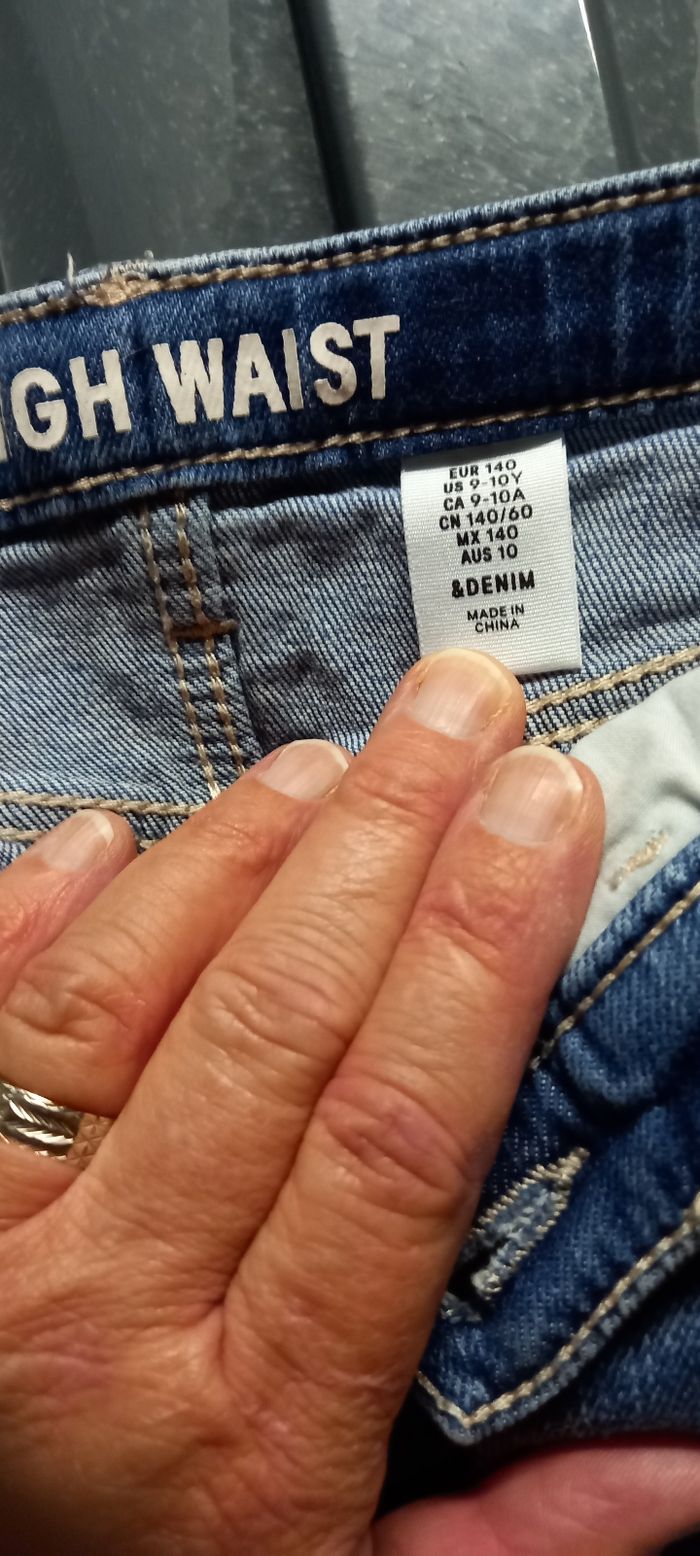 IGH WAIST
EUR 140
US 9-10Y
CA 9-10A
CN 140/60
MX 140
AUS 10
&DENIM
MADE IN
CHINA